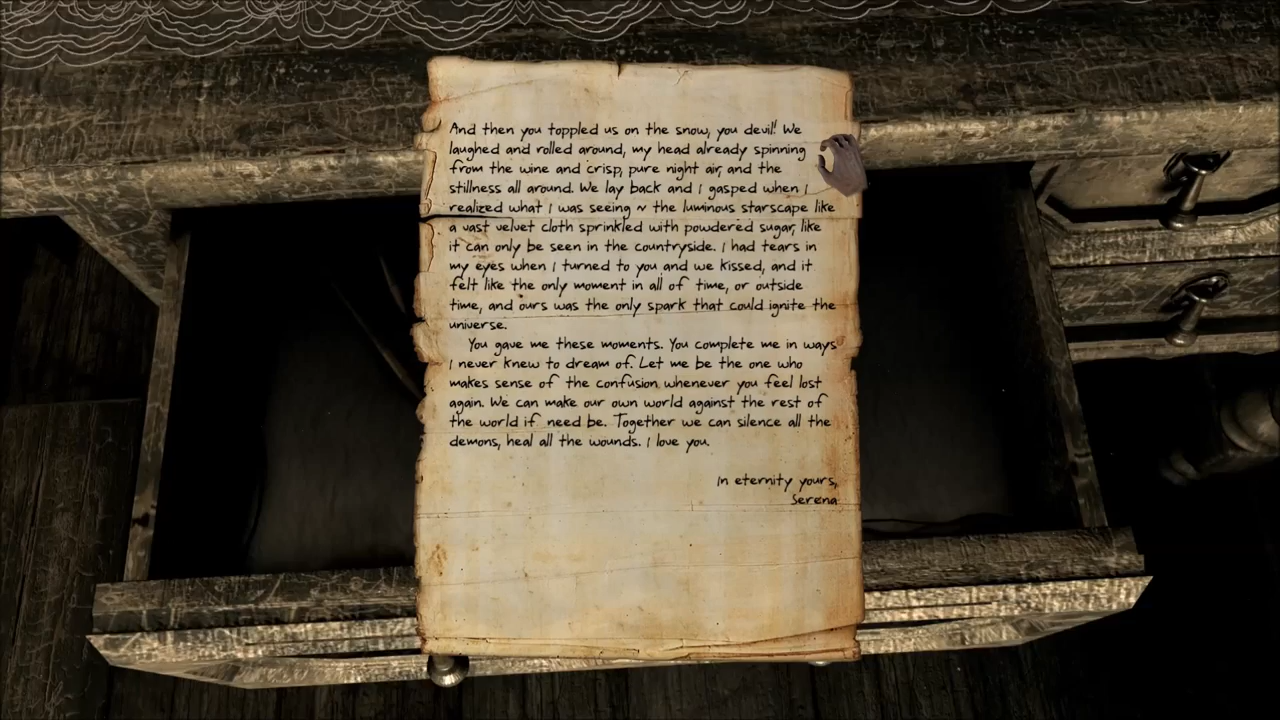 And then you toppled us on the snow, you devil! We
laughed and rolled around, my head already spinning
from the wine and crisp, pure night air, and the
stillness all around. We lay back and I gasped when I
realized what I was seeing ~ the luminous starscape like
a vast velvet cloth sprinkled with powdered sugar, like
it can only be seen in the countryside. I had tears in
my eyes when I turned to you and we kissed, and it
felt like the only moment in all of time, or outside
time, and ours was the only spark that could ignite the
universe.
You gave me these moments. You complete me in ways
I never knew to dream of. Let me be the one who
makes sense of the confusion whenever you feel lost
again. We can make our own world against the rest of
the world if need be. Together we can silence all the
demons, heal all the wounds. I love you.
In eternity yours,
Serena